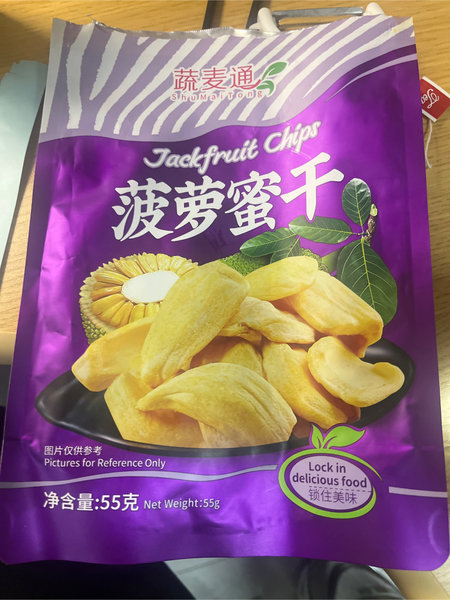 蔬麦通
ShuMaiTong
Jackfruit Chips
菠萝蜜干
图片仅供参考
Pictures for Reference Only
Lock in
delicious food
锁住美味
净含量:55克 Net Weight:55g